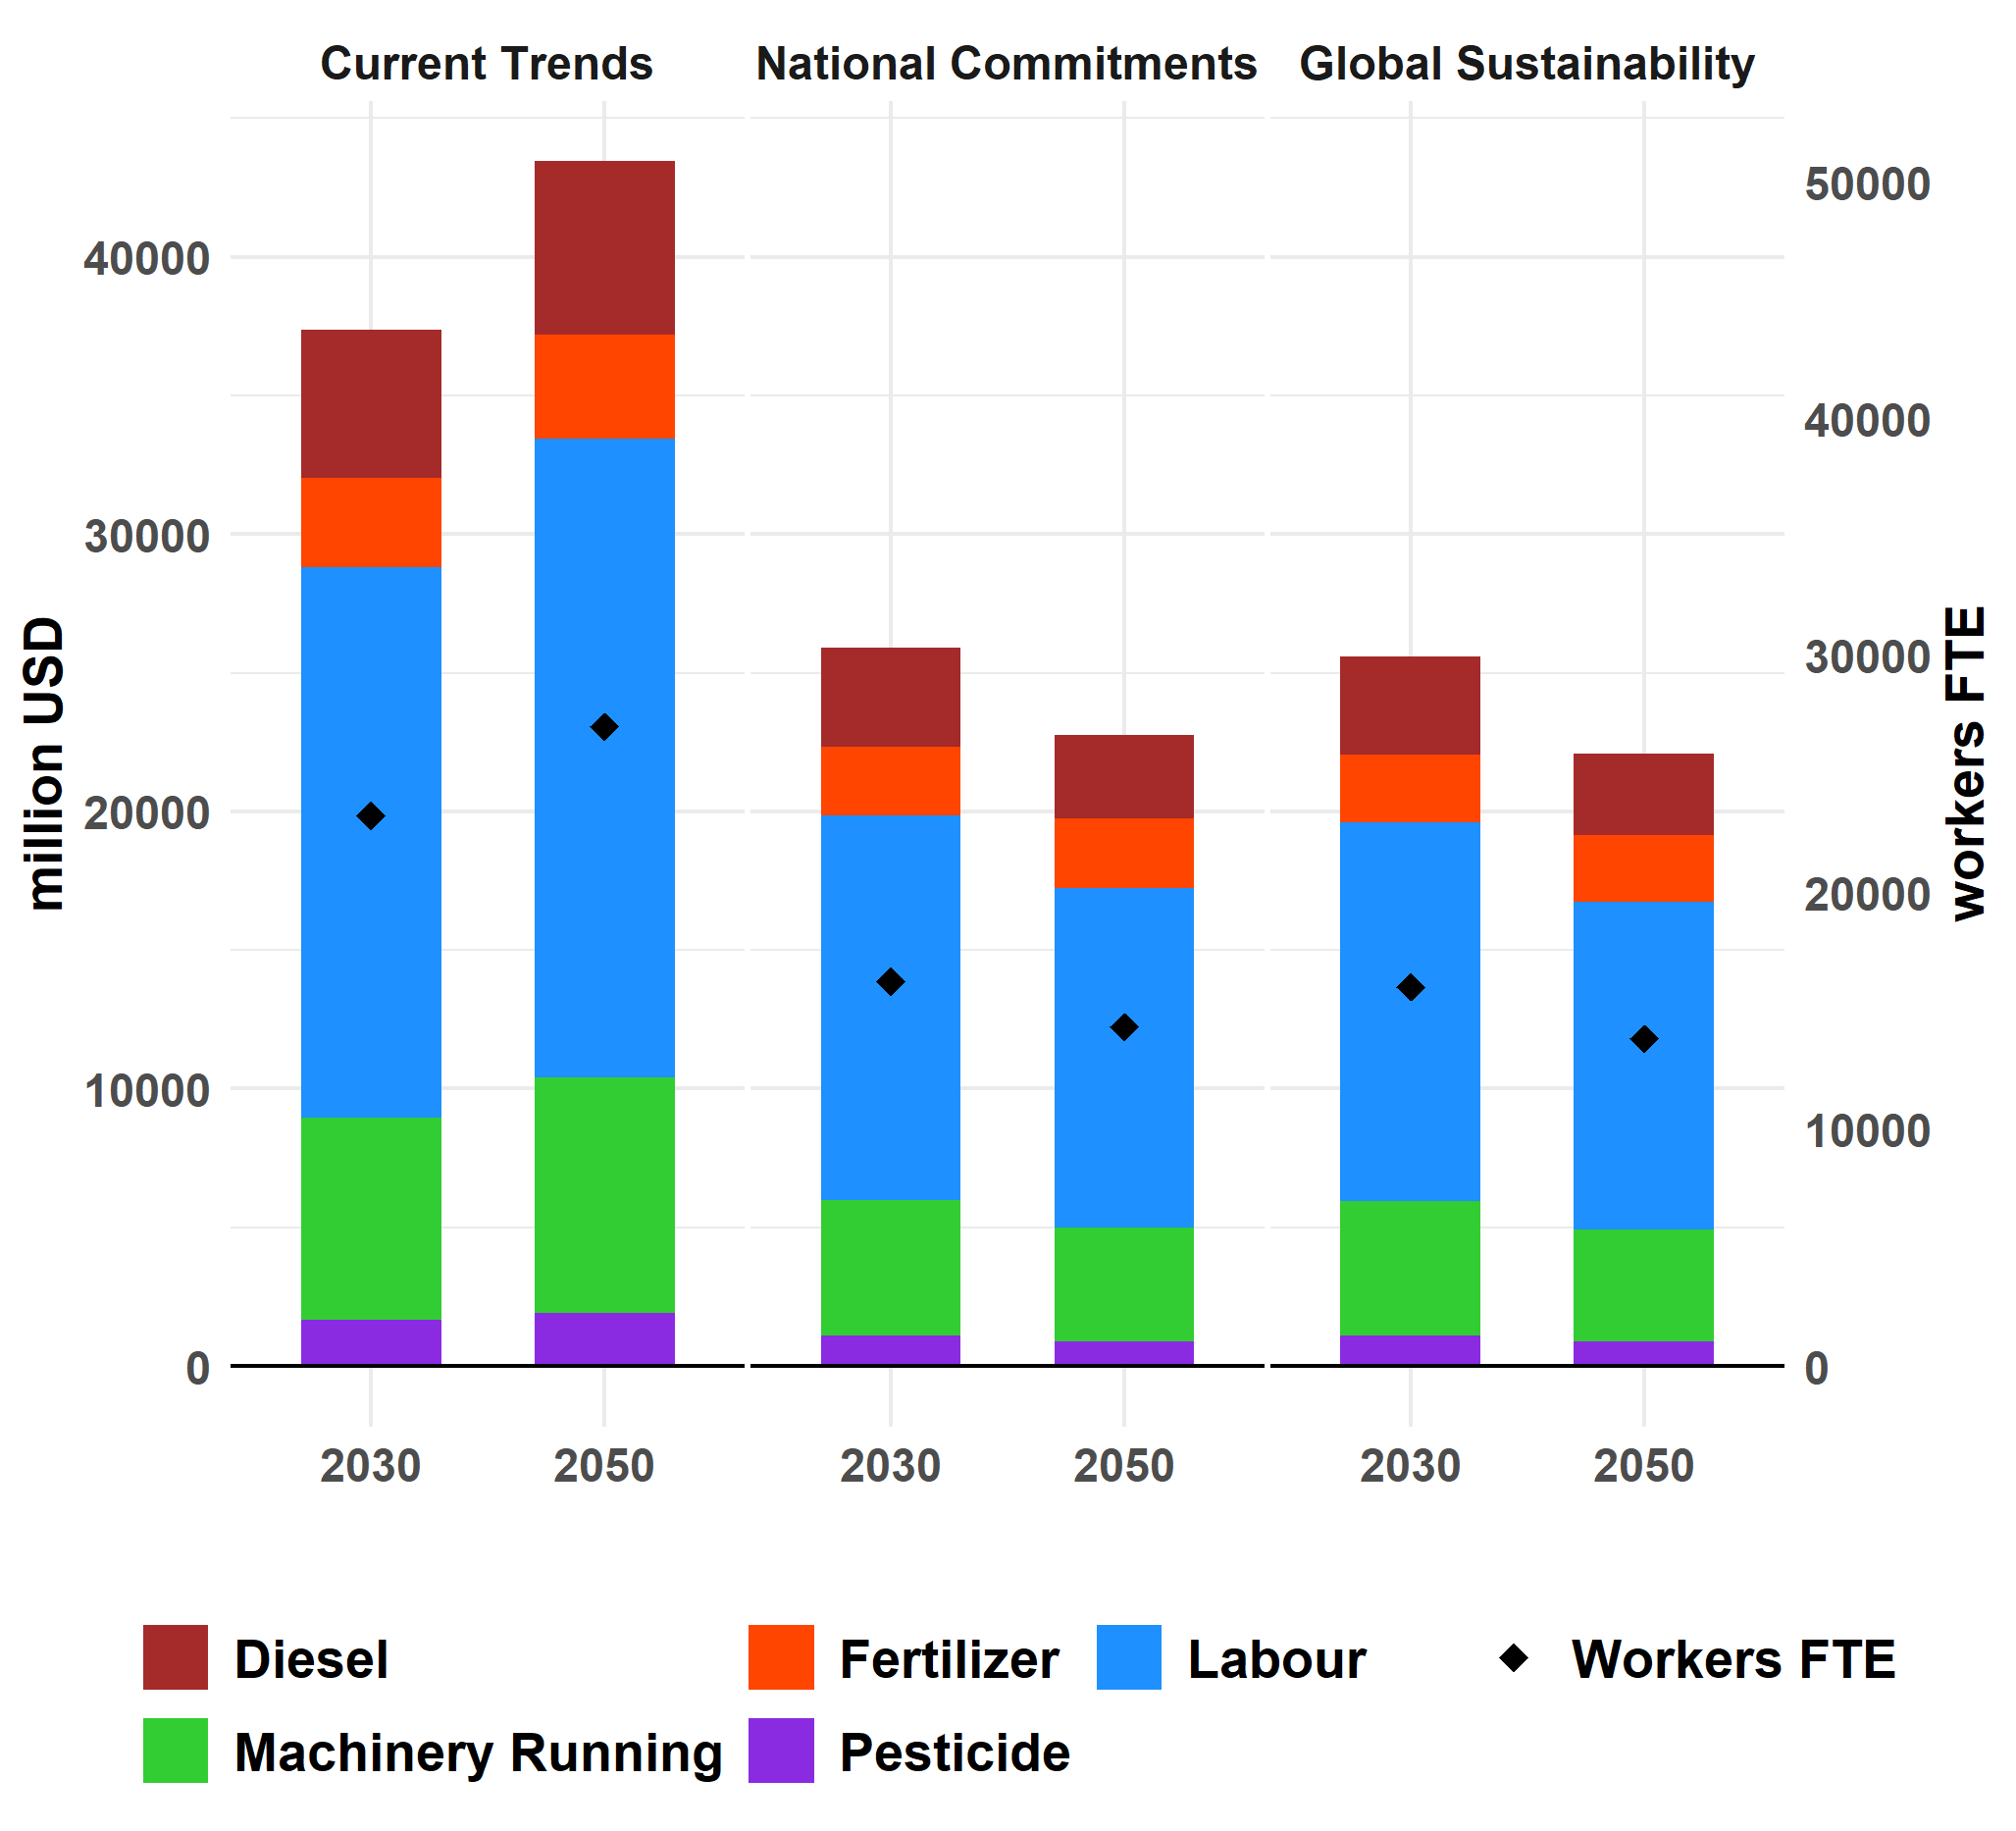 Current Trends
National Commitments
Global Sustainability
million USD
40000
30000
20000
10000
0
50000
40000
30000
20000
10000
0
workers FTE
2030
2050
2030
2050
2030
2050
Diesel
Fertilizer
Labour
Workers FTE
Machinery Running
Pesticide